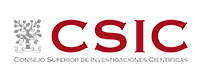 CSIC
CONSEJO SUPERIOR DE INVESTIGACIONES CIENTÍFICAS